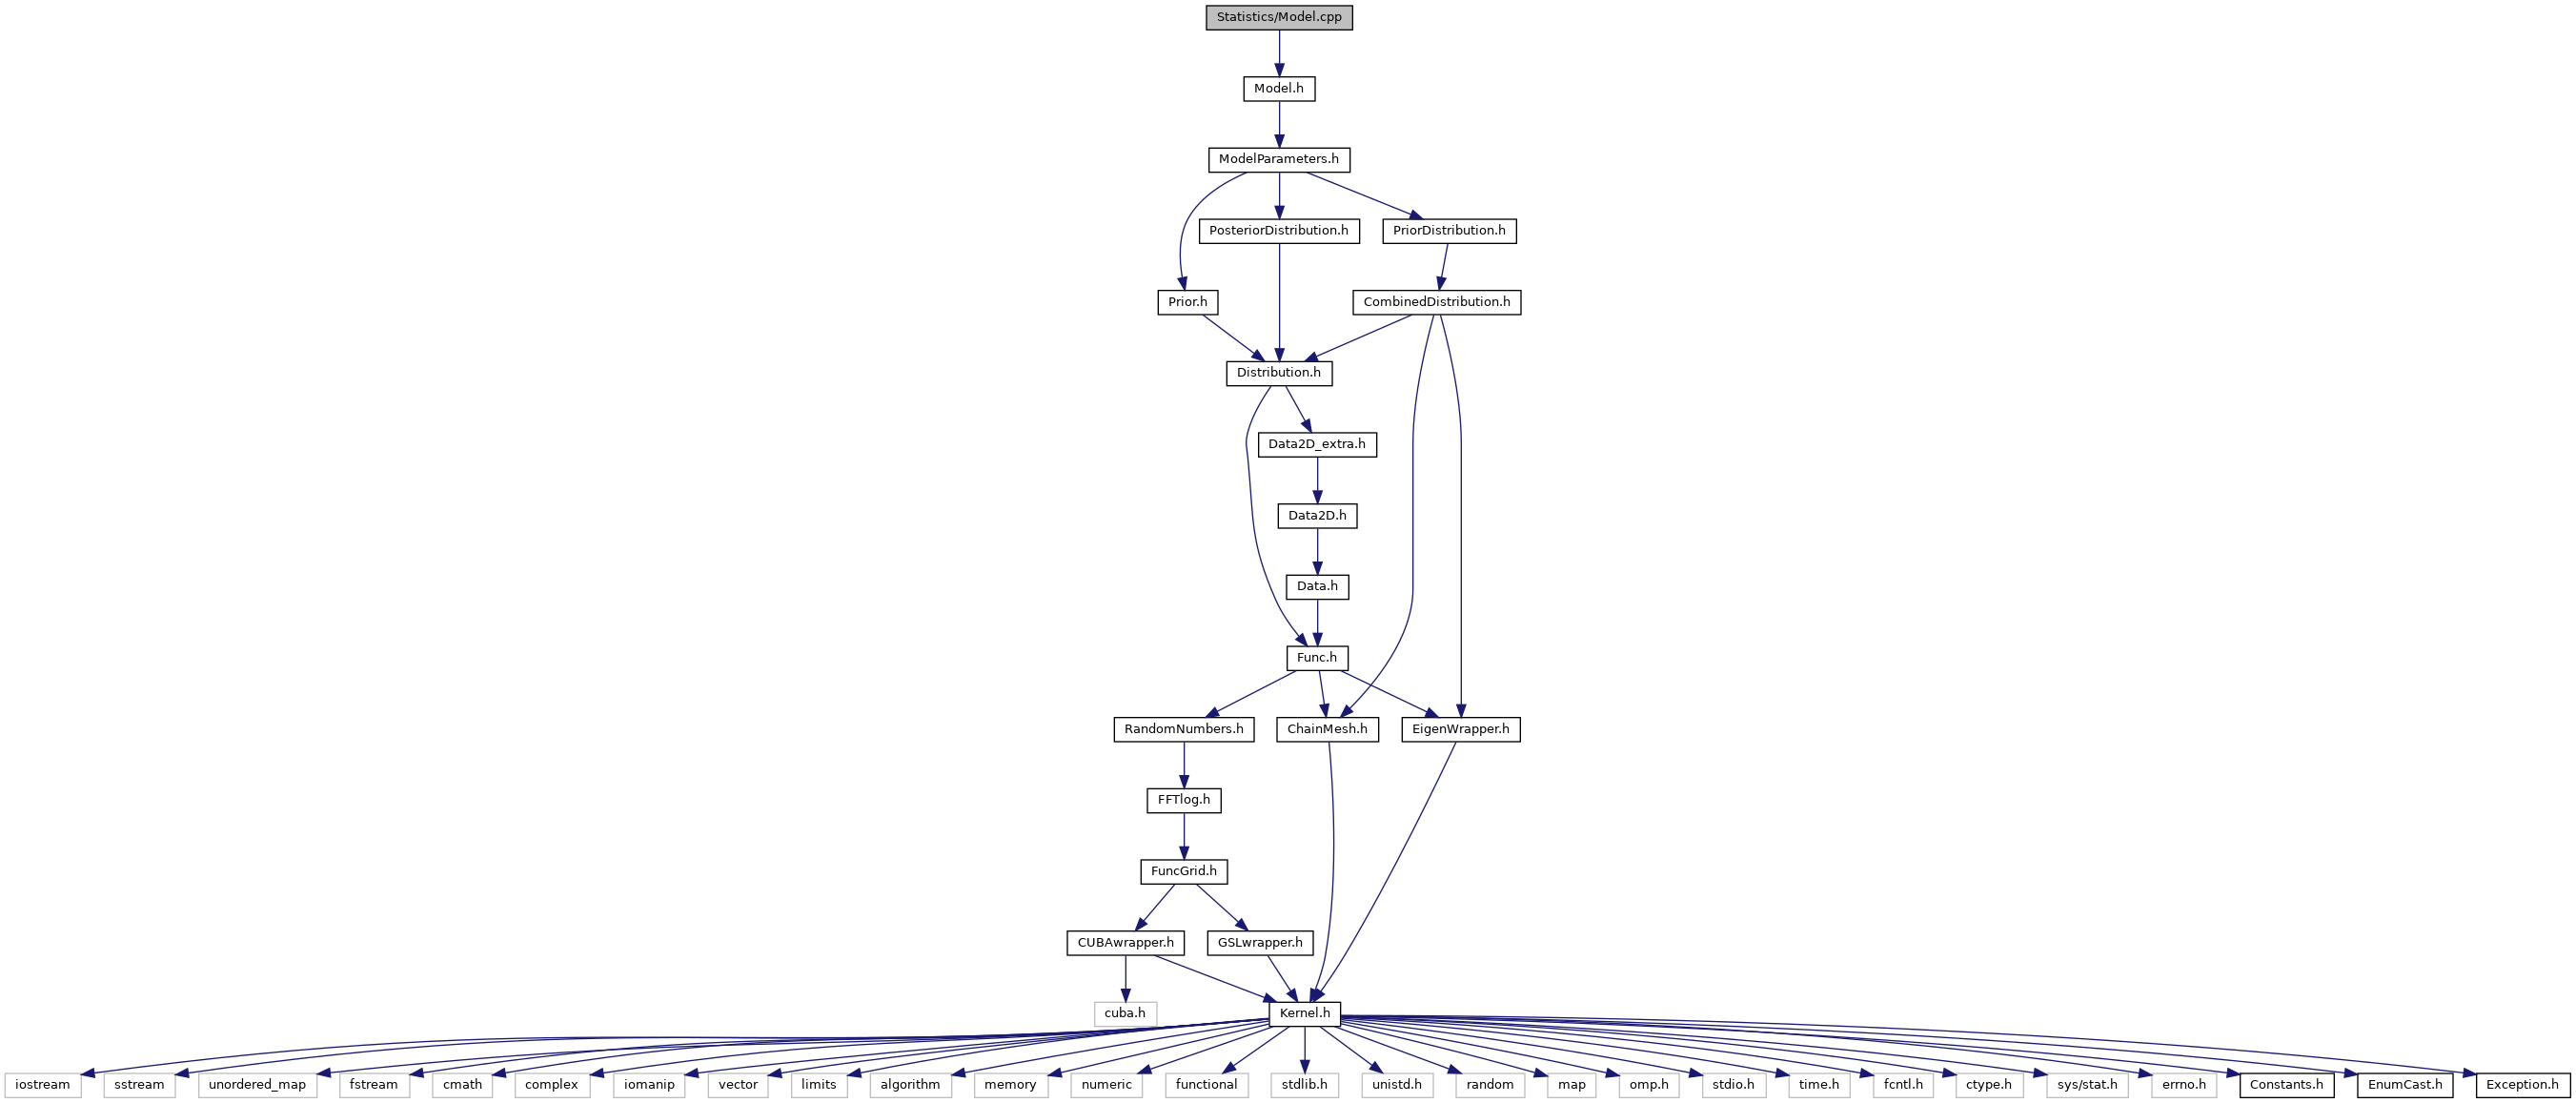 Statistics/Model.cpp
Model.h
ModelParameters.h
PosteriorDistribution.h
PriorDistribution.h
Prior.h
CombinedDistribution.h
Distribution.h
Data2D_extra.h
Data2D.h
Data.h
Func.h
RandomNumbers.h
ChainMesh.h
EigenWrapper.h
FFTlog.h
FuncGrid.h
CUBAwrapper.h
GSLwrapper.h
cuba.h
Kernel.h
iostream
sstream
unordered_map
fstream
cmath
complex
iomanip
vector
limits
algorithm
memory
numeric
functional
stdlib.h
unistd.h
random
map
omp.h
stdio.h
time.h
fcntl.h
ctype.h
sys/stat.h
errno.h
Constants.h
EnumCast.h
Exception.h